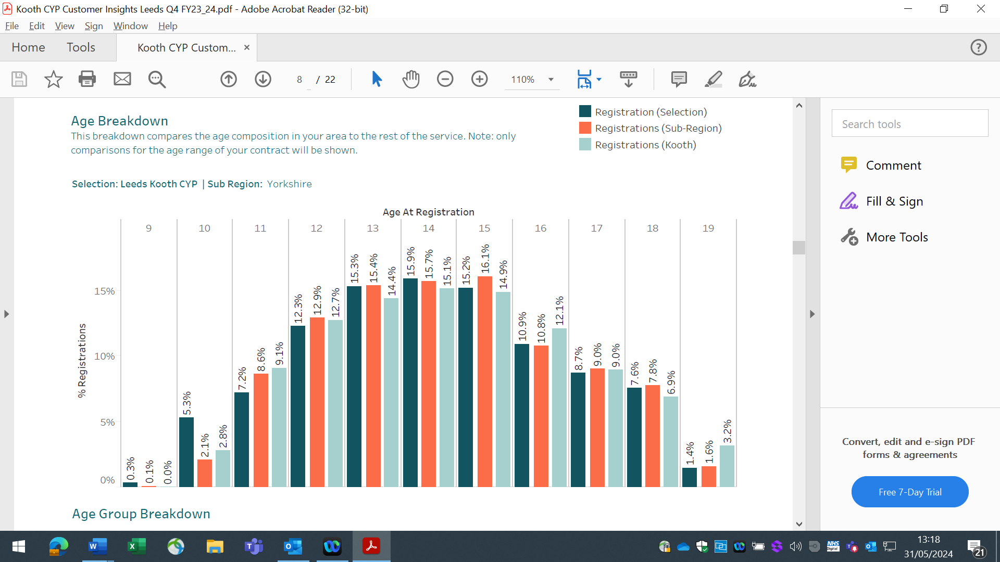 Kooth CYP Customer Insights Leeds Q4 FY23_24.pdf - Adobe Acrobat Reader (32-bit)
File Edit View Sign Window Help
Home Tools Kooth CYP Custom... ×
8 / 22 110%
Age Breakdown
This breakdown compares the age composition in your area to the rest of the service. Note: only
comparisons for the age range of your contract will be shown.
Registration (Selection)
Registrations (Sub-Region)
Registrations (Kooth)
Selection: Leeds Kooth CYP | Sub Region: Yorkshire
Age At Registration
9 10 11 12 13 14 15 16 17 18 19
% Registrations
15%
10%
5%
0%
0.3% 0.1% 0.0%
5.3% 2.1% 2.8%
7.2% 8.6% 9.1%
12.3% 12.9% 12.7%
15.3% 15.4% 14.4%
15.9% 15.7% 15.1%
15.2% 16.1% 14.9%
10.9% 10.8% 12.1%
8.7% 9.0% 9.0%
7.6% 7.8% 6.9%
1.4% 1.6% 3.2%
Age Group Breakdown
Search tools
Comment
Fill & Sign
More Tools
Convert, edit and e-sign PDF
forms & agreements
Free 7-Day Trial
NHS
Digital
13:18
31/05/2024
21